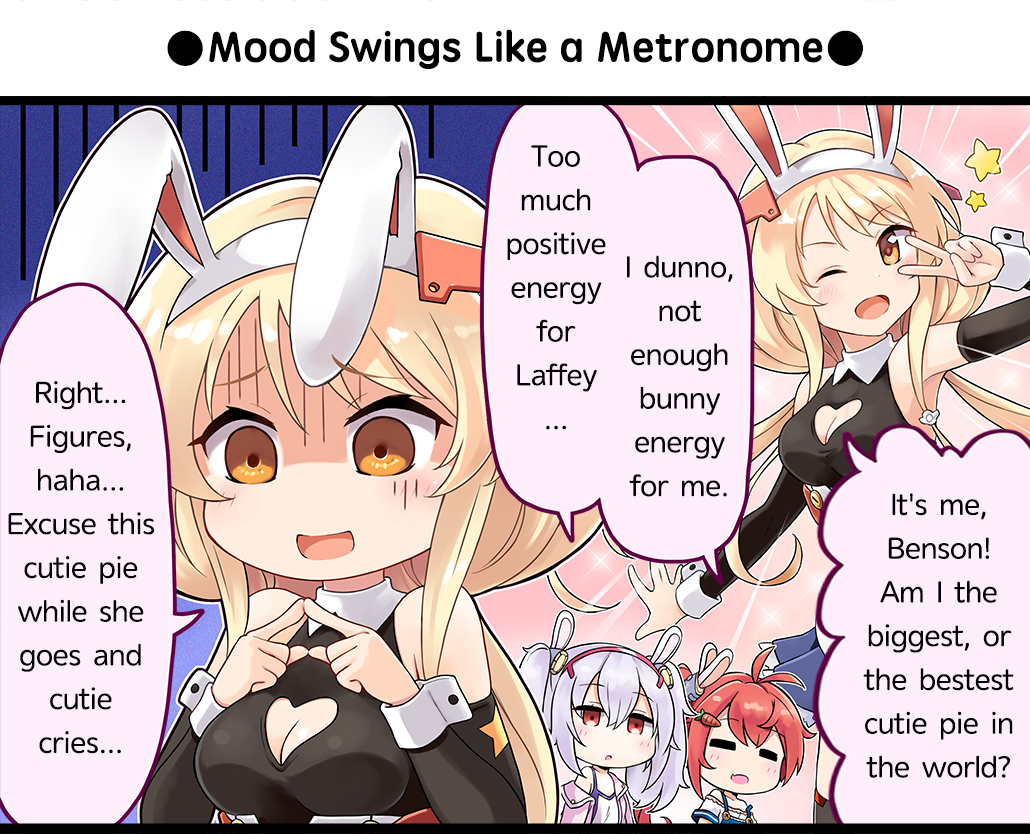 ●Mood Swings Like a Metronome●
It's me,
Benson!
Am I the
biggest, or
the bestest
cutie pie in
the world?
Too
much
positive
energy
for
Laffey
...
I dunno,
not
enough
bunny
energy
for me.
Right...
Figures,
haha...
Excuse this
cutie pie
while she
goes and
cutie
cries...